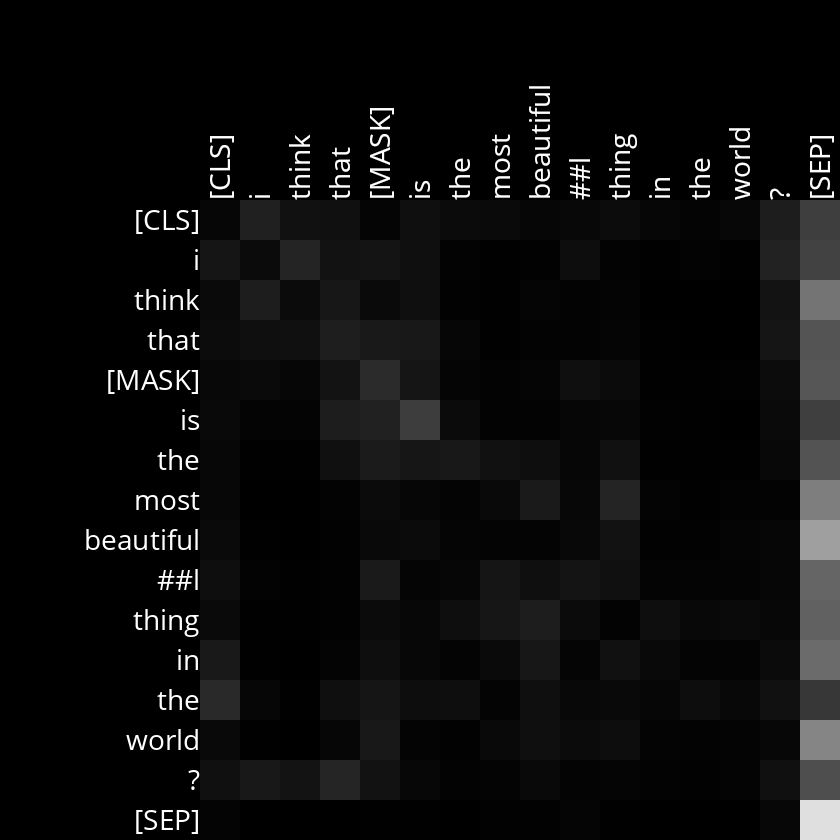 [CLS] i think that [MASK] is the most beautiful ##l thing in the world ? [SEP]
[CLS]
i
think
that
[MASK]
is
the
most
beautiful
##l
thing
in
the
world
?
[SEP]